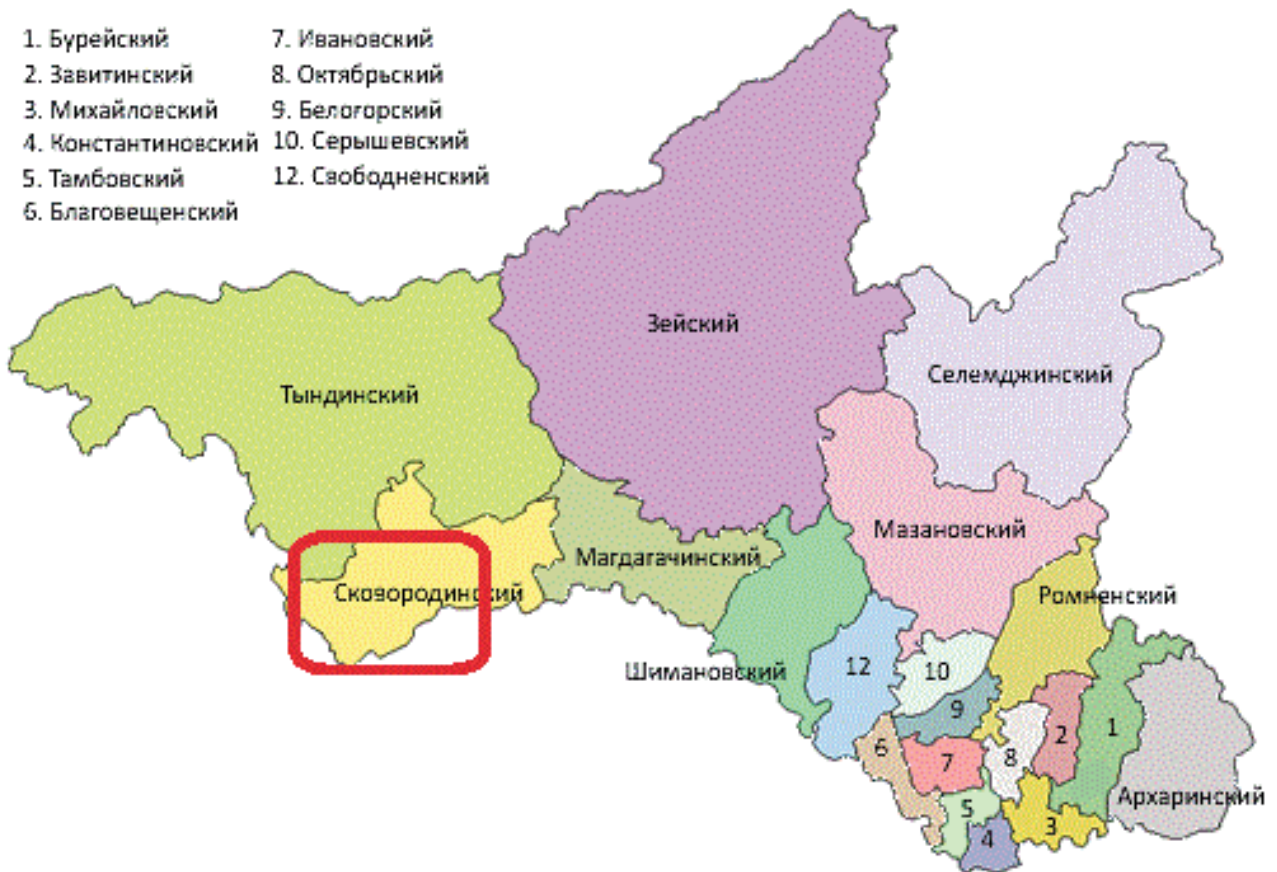 1. Бурейский
2. Завитинский
3. Михайловский
4. Константиновский
5. Тамбовский
6. Благовещенский
7. Ивановский
8. Октябрьский
9. Белогорский
10. Серышевский
12. Свободненский
Зейский
Селемджинский
Тындинский
Мазановский
Магдагачинский
Сковородинский
Ромненский
Шимановский
12
10
9
6
7
8
2
1
Архаринский
5
4
3